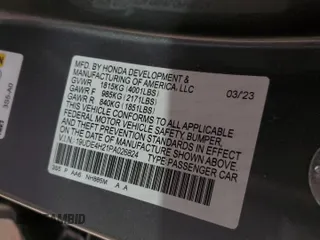 MFD. BY HONDA DEVELOPMENT &
MANUFACTURING OF AMERICA, LLC
GVWR 1815KG (4001LBS) 03/23
GAWR F 985KG (2171LBS)
GAWR R 840KG (1851LBS)
THIS VEHICLE CONFORMS TO ALL APPLICABLE
FEDERAL MOTOR VEHICLE SAFETY, BUMPER,
AND THEFT PREVENTION STANDARDS IN EFFECT
ON THE DATE OF MANUFACTURE SHOWN ABOVE.
V.I.N.: 19UDE4H21PA026824 TYPE PASSENGER CAR
NH885M A A